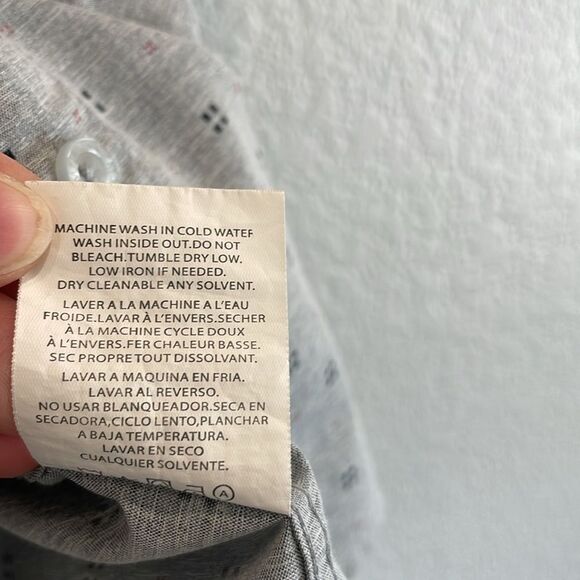 MACHINE WASH IN COLD WATER
WASH INSIDE OUT.DO NOT
BLEACH.TUMBLE DRY LOW.
LOW IRON IF NEEDED.
DRY CLEANABLE ANY SOLVENT.
LAVER A LA MACHINE A L'EAU
FROIDE.LAVAR À L'ENVERS.SECHER
À LA MACHINE CYCLE DOUX
À L'ENVERS.FER CHALEUR BASSE.
SEC PROPRE TOUT DISSOLVANT.
LAVAR A MAQUINA EN FRIA.
LAVAR AL REVERSO.
NO USAR BLANQUEADOR.SECA EN
SECADORA,CICLO LENTO,PLANCHAR
A BAJA TEMPERATURA.
LAVAR EN SECO
CUALQUIER SOLVENTE.
A